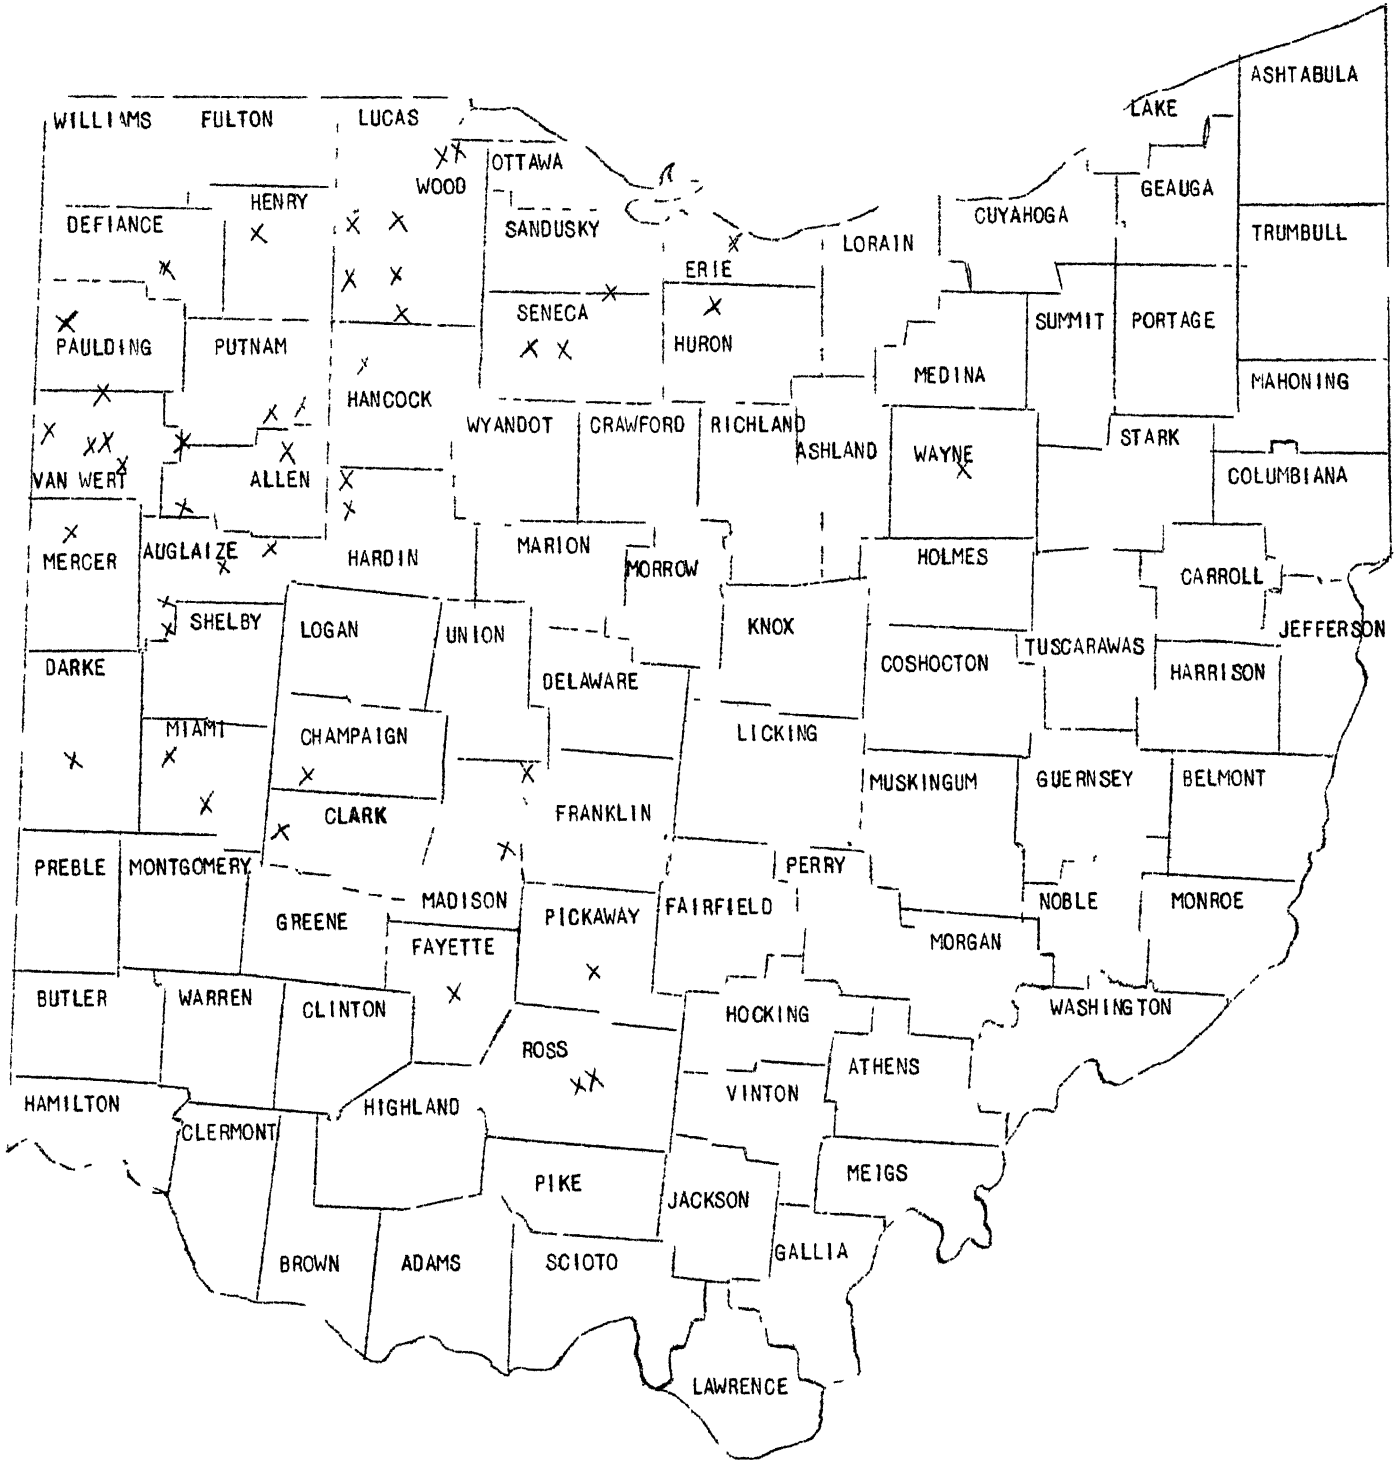 ASHTABULA
LAKE
WILLIAMS FULTON LUCAS
OTTAWA
WOOD
GEAUGA
HENRY
CUYAHOGA
DEFIANCE
SANDUSKY
TRUMBULL
LORAIN
ERIE
SENECA
SUMMIT PORTAGE
PAULDING PUTNAM
HURON
MEDINA
MAHONING
HANCOCK
WYANDOT CRAWFORD RICHLAND
STARK
ASHLAND WAYNE
VAN WERT ALLEN
COLUMBIANA
MARION
AUGLAIZE
MERCER
HARDIN
HOLMES
MORROW
CARROLL
SHELBY
LOGAN
UNION
KNOX
JEFFERSON
TUSCARAWAS
DARKE
COSHOCTON
HARRISON
DELAWARE
MIAMI
CHAMPAIGN
LICKING
MUSKINGUM GUERNSEY BELMONT
CLARK
FRANKLIN
PREBLE MONTGOMERY
PERRY
MADISON
NOBLE MONROE
FAIRFIELD
PICKAWAY
GREENE
FAYETTE
MORGAN
BUTLER WARREN
CLINTON
HOCKING
WASHINGTON
ROSS
ATHENS
VINTON
HAMILTON
HIGHLAND
CLERMONT
MEIGS
PIKE
JACKSON
GALLIA
BROWN ADAMS SCIOTO
LAWRENCE